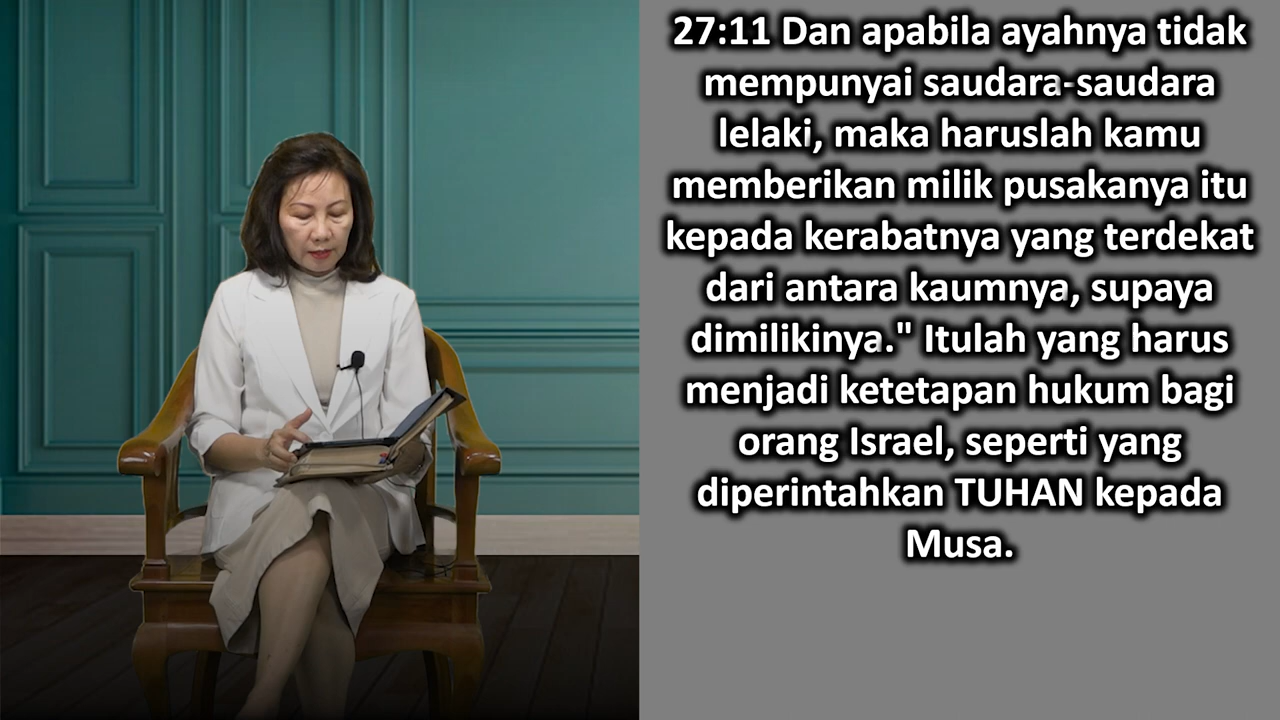 27:11 Dan apabila ayahnya tidak
mempunyai saudara-saudara
lelaki, maka haruslah kamu
memberikan milik pusakanya itu
kepada kerabatnya yang terdekat
dari antara kaumnya, supaya
dimilikinya." Itulah yang harus
menjadi ketetapan hukum bagi
orang Israel, seperti yang
diperintahkan TUHAN kepada
Musa.